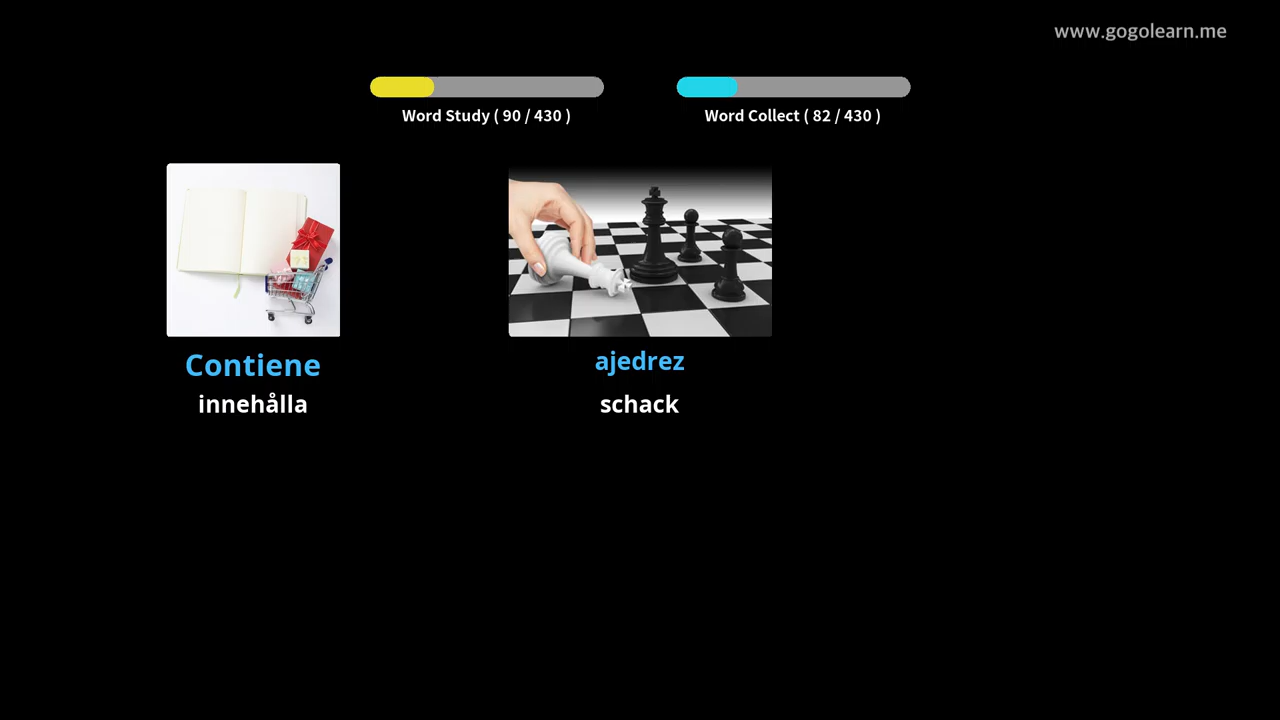 www.gogolearn.me
Word Study ( 90 / 430 )
Word Collect ( 82 / 430 )
Contiene
innehålla
ajedrez
schack